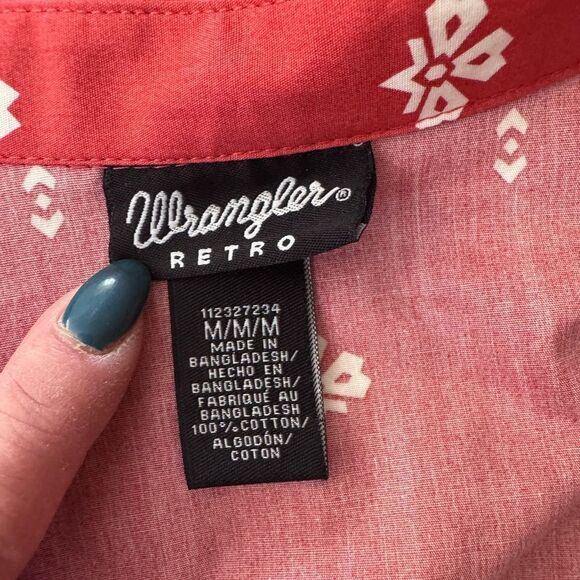 Wrangler®
RETRO
112327234
M/M/M
MADE IN
BANGLADESH/
HECHO EN
BANGLADESH/
FABRIQUÉ AU
BANGLADESH
100%COTTON/
ALGODÓN/
COTON